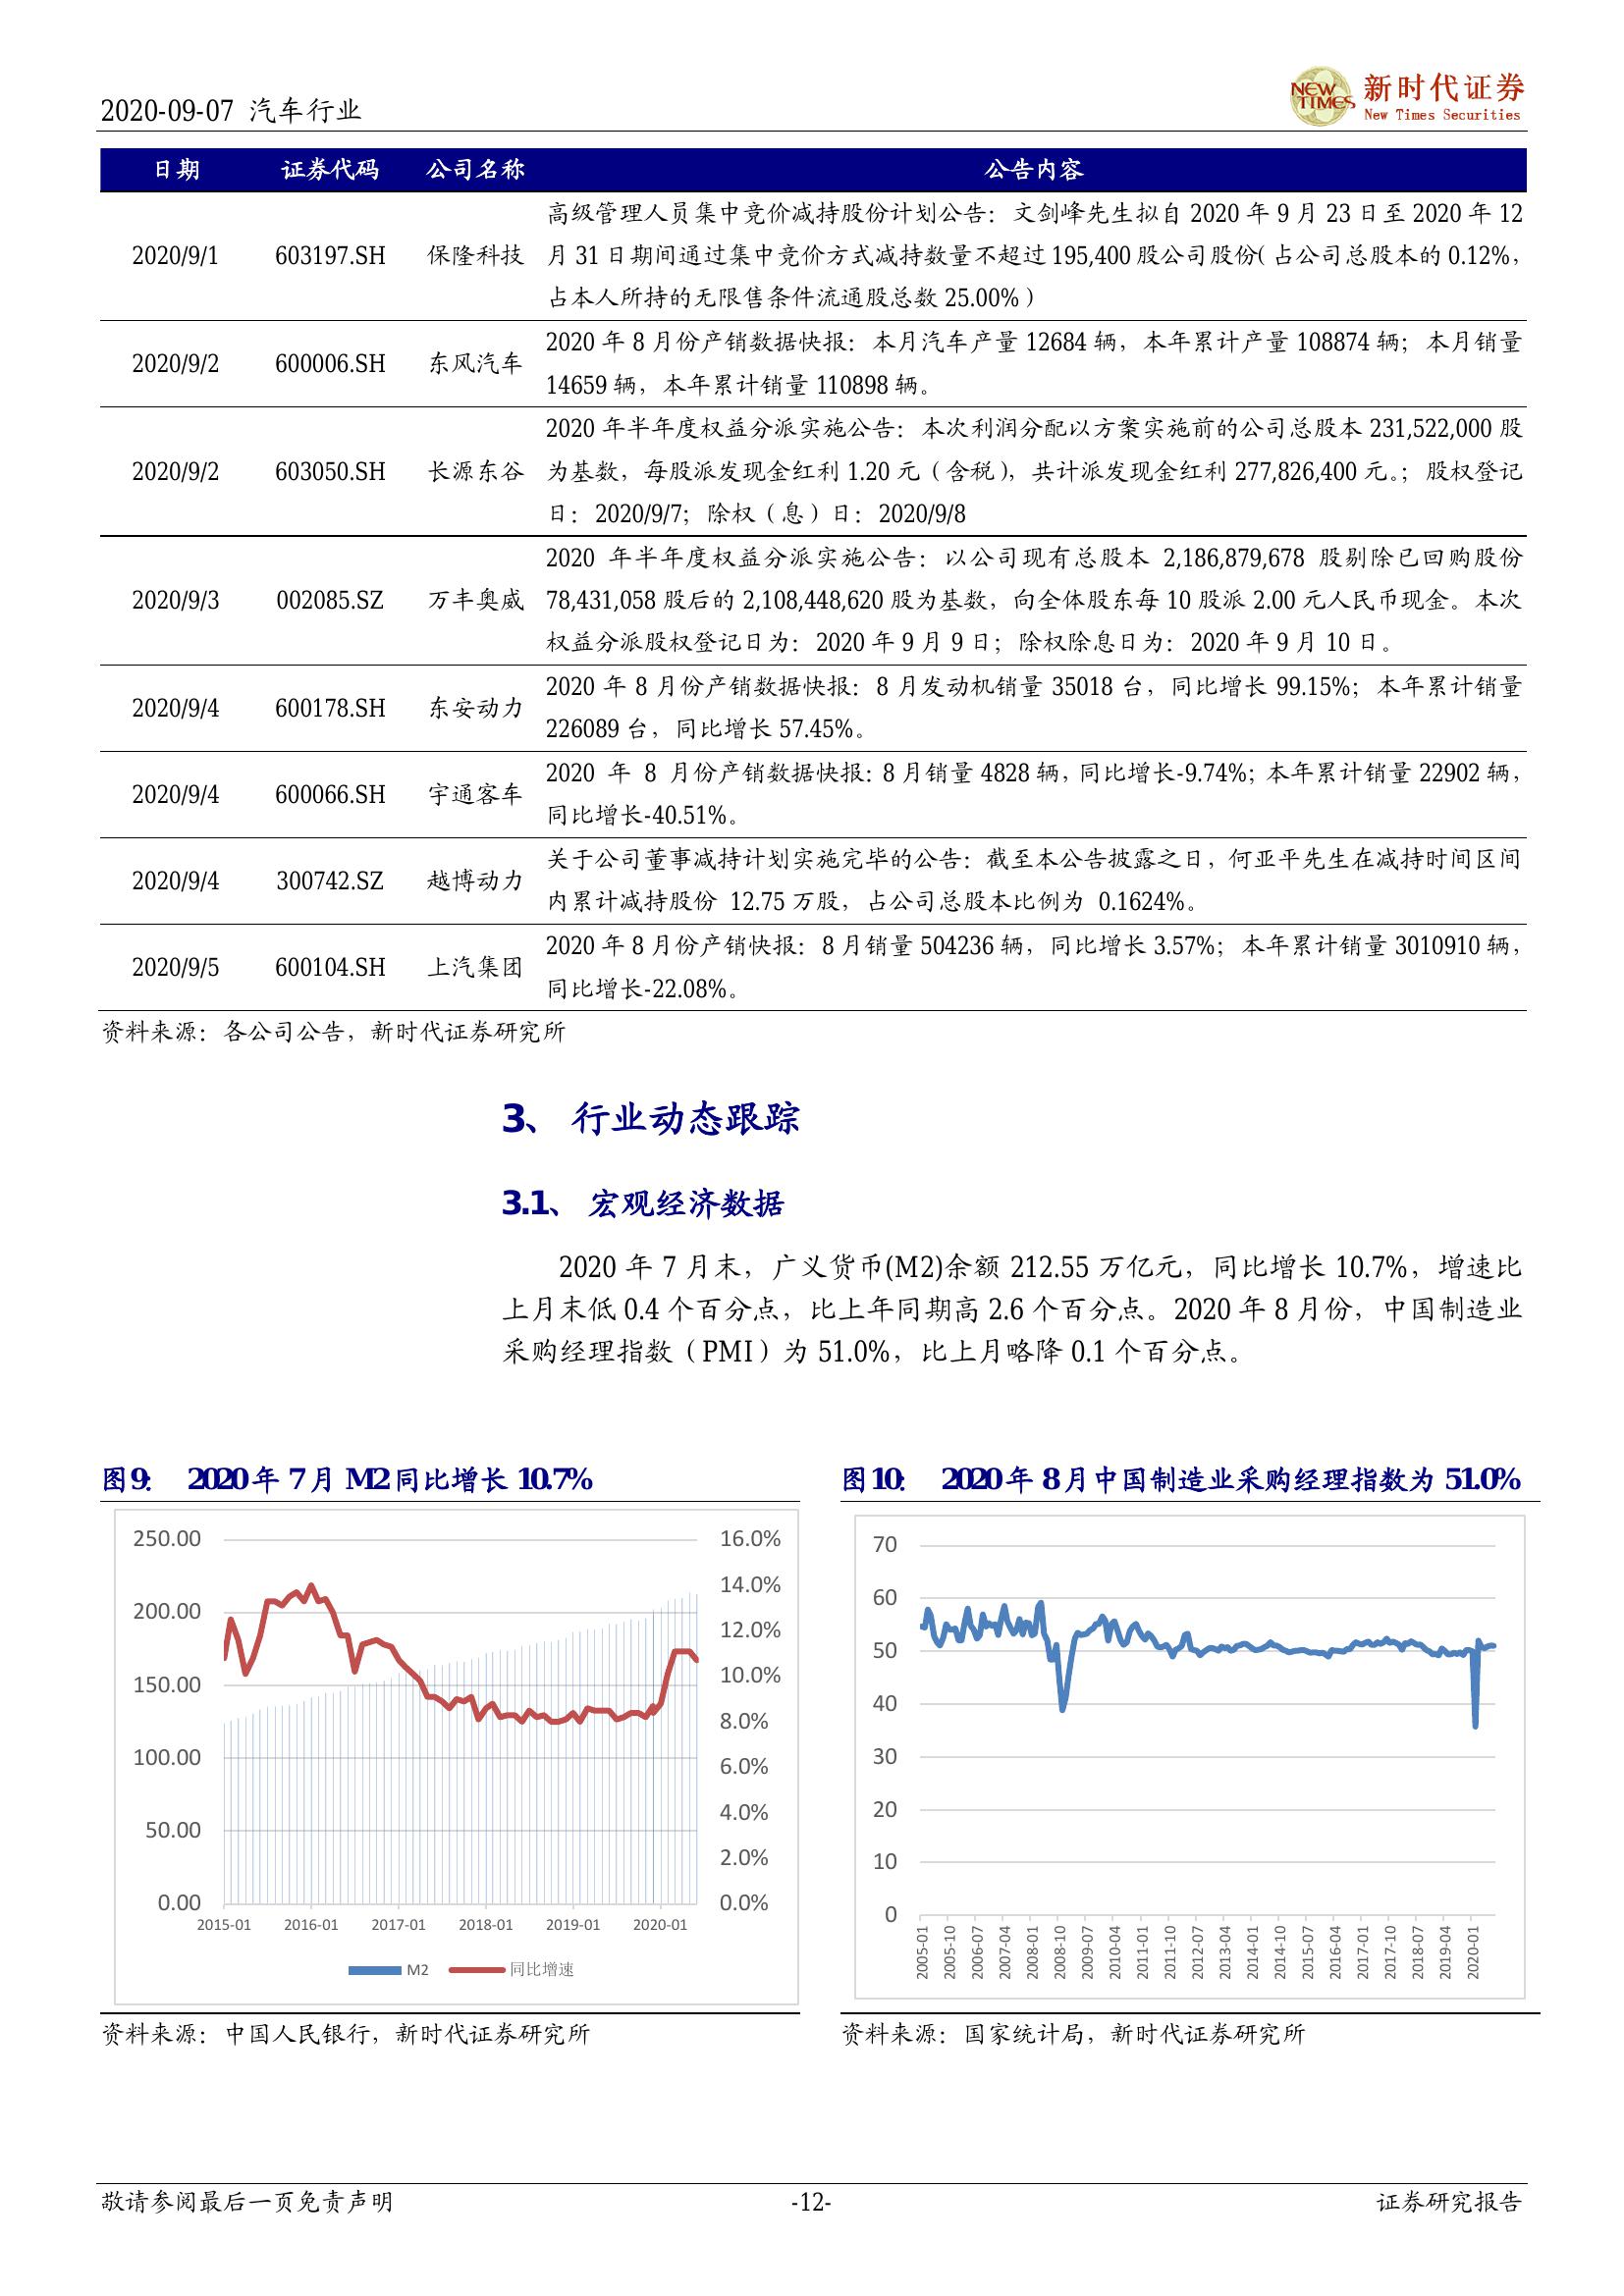 2020-09-07 汽车行业
NEW TIMES 新时代证券
New Times Securities
日期 证券代码 公司名称 公告内容
高级管理人员集中竞价减持股份计划公告：文剑峰先生拟自 2020 年 9 月 23 日至 2020 年 12
2020/9/1 603197.SH 保隆科技 月 31 日期间通过集中竞价方式减持数量不超过 195,400 股公司股份（占公司总股本的 0.12%，
占本人所持的无限售条件流通股总数 25.00%）
2020 年 8 月份产销数据快报：本月汽车产量 12684 辆，本年累计产量 108874 辆；本月销量
2020/9/2 600006.SH 东风汽车
14659 辆，本年累计销量 110898 辆。
2020 年半年度权益分派实施公告：本次利润分配以方案实施前的公司总股本 231,522,000 股
2020/9/2 603050.SH 长源东谷 为基数，每股派发现金红利 1.20 元（含税），共计派发现金红利 277,826,400 元。；股权登记
日：2020/9/7；除权（息）日：2020/9/8
2020 年半年度权益分派实施公告：以公司现有总股本 2,186,879,678 股剔除已回购股份
2020/9/3 002085.SZ 万丰奥威 78,431,058 股后的 2,108,448,620 股为基数，向全体股东每 10 股派 2.00 元人民币现金。本次
权益分派股权登记日为：2020 年 9 月 9 日；除权除息日为：2020 年 9 月 10 日。
2020 年 8 月份产销数据快报：8 月发动机销量 35018 台，同比增长 99.15%；本年累计销量
2020/9/4 600178.SH 东安动力
226089 台，同比增长 57.45%。
2020 年 8 月份产销数据快报：8 月销量 4828 辆，同比增长-9.74%；本年累计销量 22902 辆，
2020/9/4 600066.SH 宇通客车
同比增长-40.51%。
关于公司董事减持计划实施完毕的公告：截至本公告披露之日，何亚平先生在减持时间区间
2020/9/4 300742.SZ 越博动力
内累计减持股份 12.75 万股，占公司总股本比例为 0.1624%。
2020 年 8 月份产销快报：8 月销量 504236 辆，同比增长 3.57%；本年累计销量 3010910 辆，
2020/9/5 600104.SH 上汽集团
同比增长-22.08%。
资料来源：各公司公告，新时代证券研究所
3、 行业动态跟踪
3.1、 宏观经济数据
2020 年 7 月末，广义货币(M2)余额 212.55 万亿元，同比增长 10.7%，增速比
上月末低 0.4 个百分点，比上年同期高 2.6 个百分点。2020 年 8 月份，中国制造业
采购经理指数（PMI）为 51.0%，比上月略降 0.1 个百分点。
图9： 2020 年 7 月 M2 同比增长 10.7%
250.00 16.0%
14.0%
200.00
12.0%
150.00 10.0%
8.0%
100.00
6.0%
50.00 4.0%
2.0%
0.00 0.0%
2015-01 2016-01 2017-01 2018-01 2019-01 2020-01
M2 同比增速
资料来源：中国人民银行，新时代证券研究所
图10： 2020 年 8 月中国制造业采购经理指数为 51.0%
70
60
50
40
30
20
10
0
2005-01 2005-10 2006-07 2007-04 2008-01 2008-10 2009-07 2010-04 2011-01 2011-10 2012-07 2013-04 2014-01 2014-10 2015-07 2016-04 2017-01 2017-10 2018-07 2019-04 2020-01
资料来源：国家统计局，新时代证券研究所
敬请参阅最后一页免责声明 -12- 证券研究报告